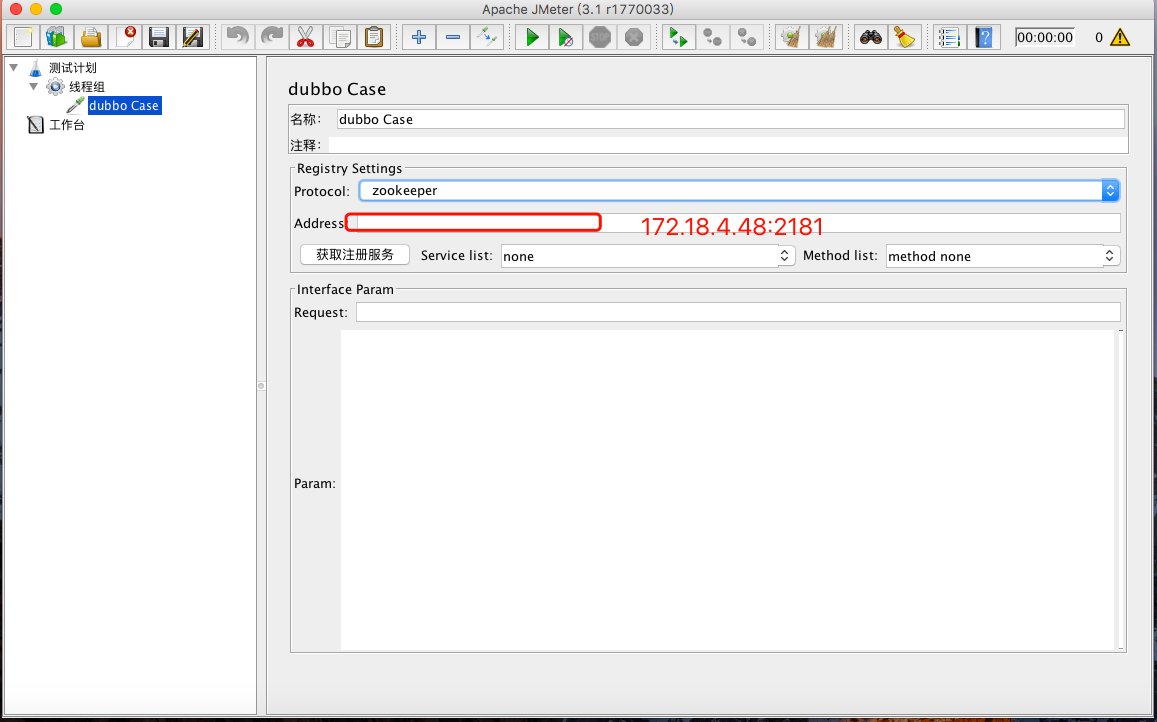 Apache JMeter (3.1 r1770033)
STOP
00:00:00 0
测试计划
线程组
dubbo Case
工作台
dubbo Case
名称： dubbo Case
注释：
Registry Settings
Protocol: zookeeper
Address 172.18.4.48:2181
获取注册服务 Service list: none Method list: method none
Interface Param
Request:
Param: